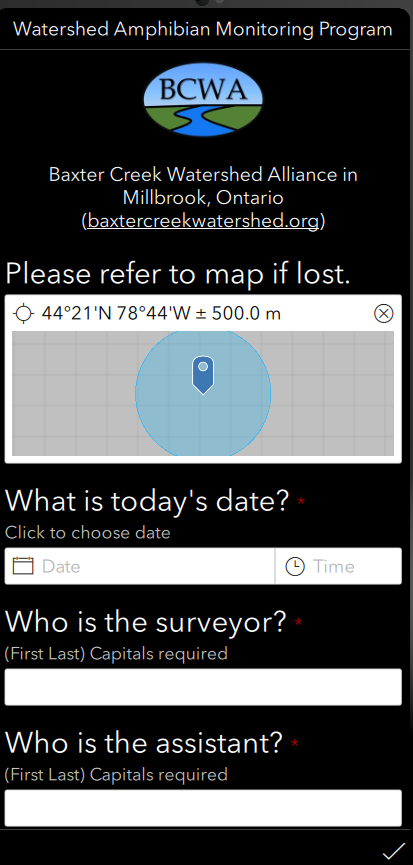 Watershed Amphibian Monitoring Program
BCWA
Baxter Creek Watershed Alliance in
Millbrook, Ontario
(baxtercreekwatershed.org)
Please refer to map if lost.
44°21'N 78°44'W ± 500.0 m
What is today's date? *
Click to choose date
Date Time
Who is the surveyor? *
(First Last) Capitals required
Who is the assistant? *
(First Last) Capitals required